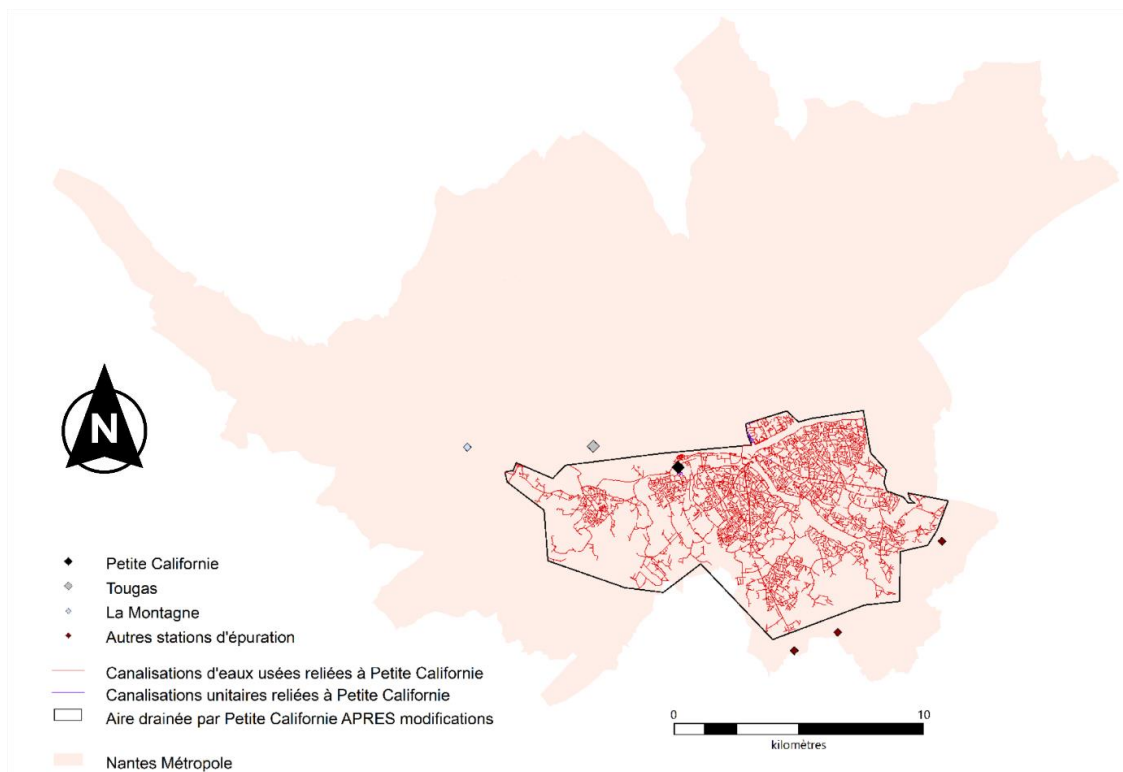 N
Petite Californie
Tougas
La Montagne
Autres stations d'épuration
Canalisations d'eaux usées reliées à Petite Californie
Canalisations unitaires reliées à Petite Californie
Aire drainée par Petite Californie APRES modifications
Nantes Métropole
0 10
kilomètres